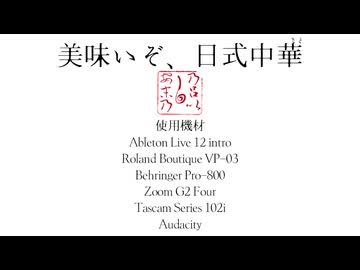 美味いぞ、日式中華
使用機材
Ableton Live 12 intro
Roland Boutique VP-03
Behringer Pro-800
Zoom G2 Four
Tascam Series 102i
Audacity